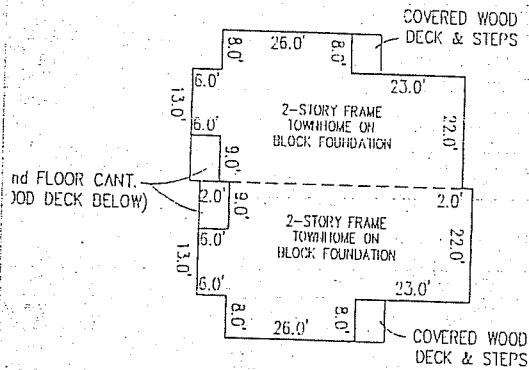 COVERED WOOD
DECK & STEPS
26.0'
8.0'
8.0'
6.0'
23.0'
13.0'
6.0'
2-STORY FRAME
TOWNHOME ON
BLOCK FOUNDATION
22.0'
9.0'
nd FLOOR CANT.
OOD DECK BELOW)
2.0'
9.0'
2.0'
2-STORY FRAME
TOWNHOME ON
BLOCK FOUNDATION
6.0'
13.0'
22.0'
6.0'
23.0'
8.0'
8.0'
26.0'
COVERED WOOD
DECK & STEPS